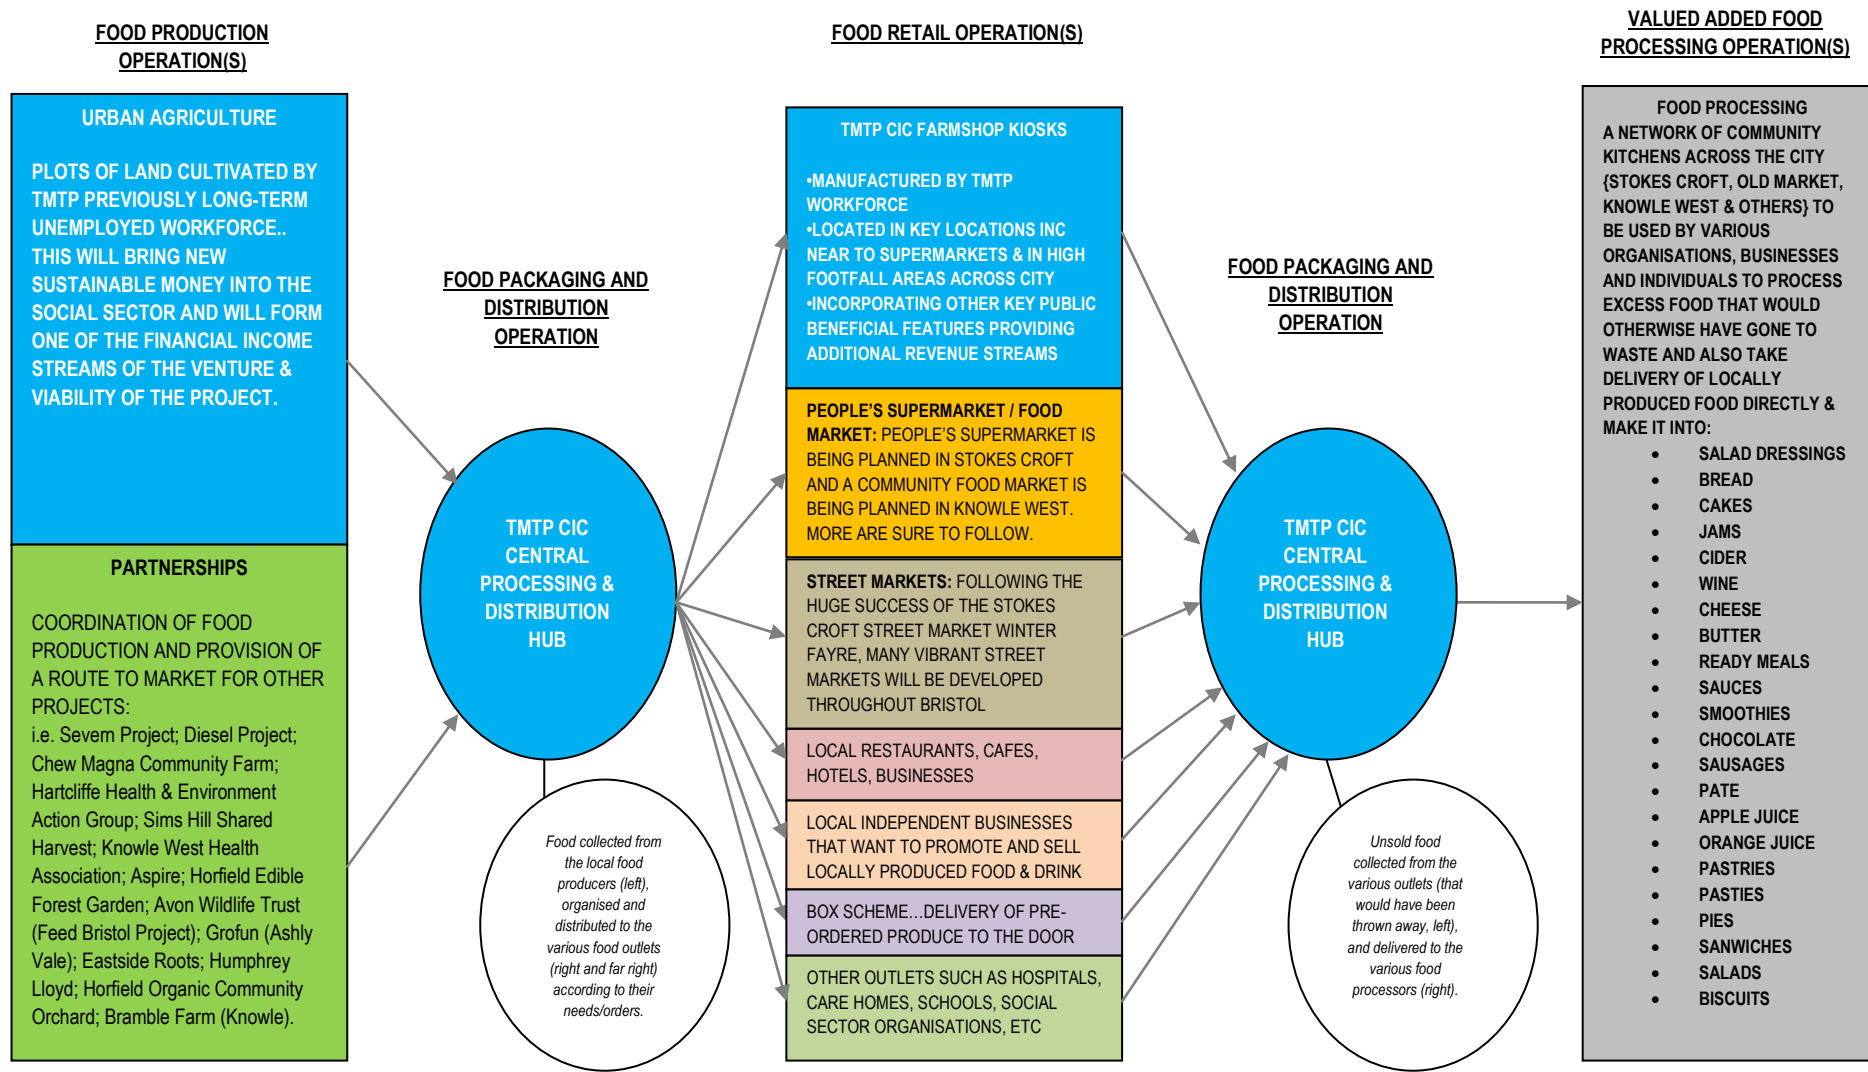 FOOD PRODUCTION
OPERATION(S)
URBAN AGRICULTURE
PLOTS OF LAND CULTIVATED BY
TMTP PREVIOUSLY LONG-TERM
UNEMPLOYED WORKFORCE..
THIS WILL BRING NEW
SUSTAINABLE MONEY INTO THE
SOCIAL SECTOR AND WILL FORM
ONE OF THE FINANCIAL INCOME
STREAMS OF THE VENTURE &
VIABILITY OF THE PROJECT.
PARTNERSHIPS
COORDINATION OF FOOD
PRODUCTION AND PROVISION OF
A ROUTE TO MARKET FOR OTHER
PROJECTS:
i.e. Severn Project; Diesel Project;
Chew Magna Community Farm;
Hartcliffe Health & Environment
Action Group; Sims Hill Shared
Harvest; Knowle West Health
Association; Aspire; Horfield Edible
Forest Garden; Avon Wildlife Trust
(Feed Bristol Project); Grofun (Ashly
Vale); Eastside Roots; Humphrey
Lloyd; Horfield Organic Community
Orchard; Bramble Farm (Knowle).
FOOD PACKAGING AND
DISTRIBUTION
OPERATION
TMTP CIC
CENTRAL
PROCESSING &
DISTRIBUTION
HUB
Food collected from
the local food
producers (left),
organised and
distributed to the
various food outlets
(right and far right)
according to their
needs/orders.
FOOD RETAIL OPERATION(S)
TMTP CIC FARMSHOP KIOSKS
•MANUFACTURED BY TMTP
WORKFORCE
•LOCATED IN KEY LOCATIONS INC
NEAR TO SUPERMARKETS & IN HIGH
FOOTFALL AREAS ACROSS CITY
•INCORPORATING OTHER KEY PUBLIC
BENEFICIAL FEATURES PROVIDING
ADDITIONAL REVENUE STREAMS
PEOPLE'S SUPERMARKET / FOOD
MARKET: PEOPLE'S SUPERMARKET IS
BEING PLANNED IN STOKES CROFT
AND A COMMUNITY FOOD MARKET IS
BEING PLANNED IN KNOWLE WEST.
MORE ARE SURE TO FOLLOW.
STREET MARKETS: FOLLOWING THE
HUGE SUCCESS OF THE STOKES
CROFT STREET MARKET WINTER
FAYRE, MANY VIBRANT STREET
MARKETS WILL BE DEVELOPED
THROUGHOUT BRISTOL
LOCAL RESTAURANTS, CAFES,
HOTELS, BUSINESSES
LOCAL INDEPENDENT BUSINESSES
THAT WANT TO PROMOTE AND SELL
LOCALLY PRODUCED FOOD & DRINK
BOX SCHEME…DELIVERY OF PRE-
ORDERED PRODUCE TO THE DOOR
OTHER OUTLETS SUCH AS HOSPITALS,
CARE HOMES, SCHOOLS, SOCIAL
SECTOR ORGANISATIONS, ETC
FOOD PACKAGING AND
DISTRIBUTION
OPERATION
TMTP CIC
CENTRAL
PROCESSING &
DISTRIBUTION
HUB
Unsold food
collected from the
various outlets (that
would have been
thrown away, left),
and delivered to the
various food
processors (right).
VALUED ADDED FOOD
PROCESSING OPERATION(S)
FOOD PROCESSING
A NETWORK OF COMMUNITY
KITCHENS ACROSS THE CITY
{STOKES CROFT, OLD MARKET,
KNOWLE WEST & OTHERS} TO
BE USED BY VARIOUS
ORGANISATIONS, BUSINESSES
AND INDIVIDUALS TO PROCESS
EXCESS FOOD THAT WOULD
OTHERWISE HAVE GONE TO
WASTE AND ALSO TAKE
DELIVERY OF LOCALLY
PRODUCED FOOD DIRECTLY &
MAKE IT INTO:
• SALAD DRESSINGS
• BREAD
• CAKES
• JAMS
• CIDER
• WINE
• CHEESE
• BUTTER
• READY MEALS
• SAUCES
• SMOOTHIES
• CHOCOLATE
• SAUSAGES
• PATE
• APPLE JUICE
• ORANGE JUICE
• PASTRIES
• PASTIES
• PIES
• SANWICHES
• SALADS
• BISCUITS